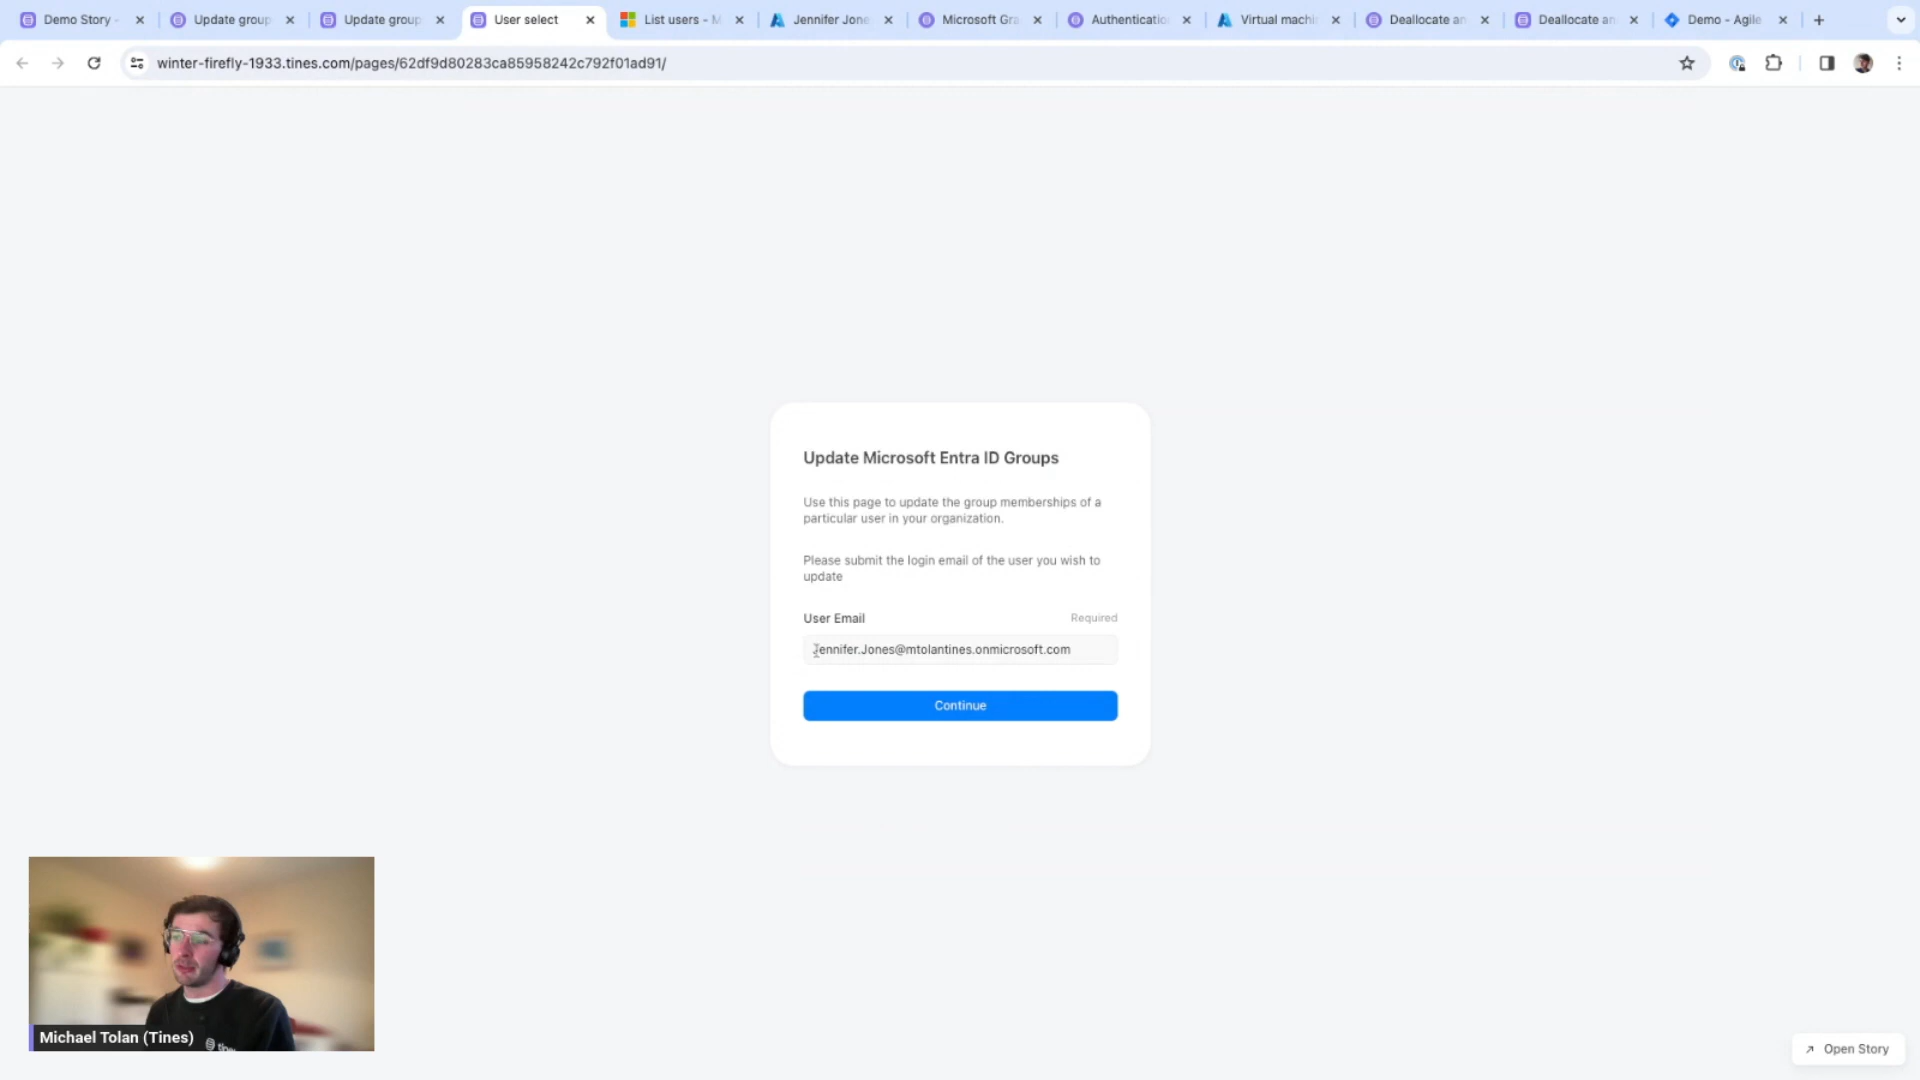 Demo Story -
Update group
Update group
User select
List users - M
Jennifer Jone
Microsoft Gra
Authenticatio
Virtual machi
Deallocate an
Deallocate an
Demo - Agile
winter-firefly-1933.tines.com/pages/62df9d80283ca85958242c792f01ad91/
Update Microsoft Entra ID Groups
Use this page to update the group memberships of a
particular user in your organization.
Please submit the login email of the user you wish to
update
User Email
Required
Jennifer.Jones@mtolantines.onmicrosoft.com
Continue
Michael Tolan (Tines)
Open Story